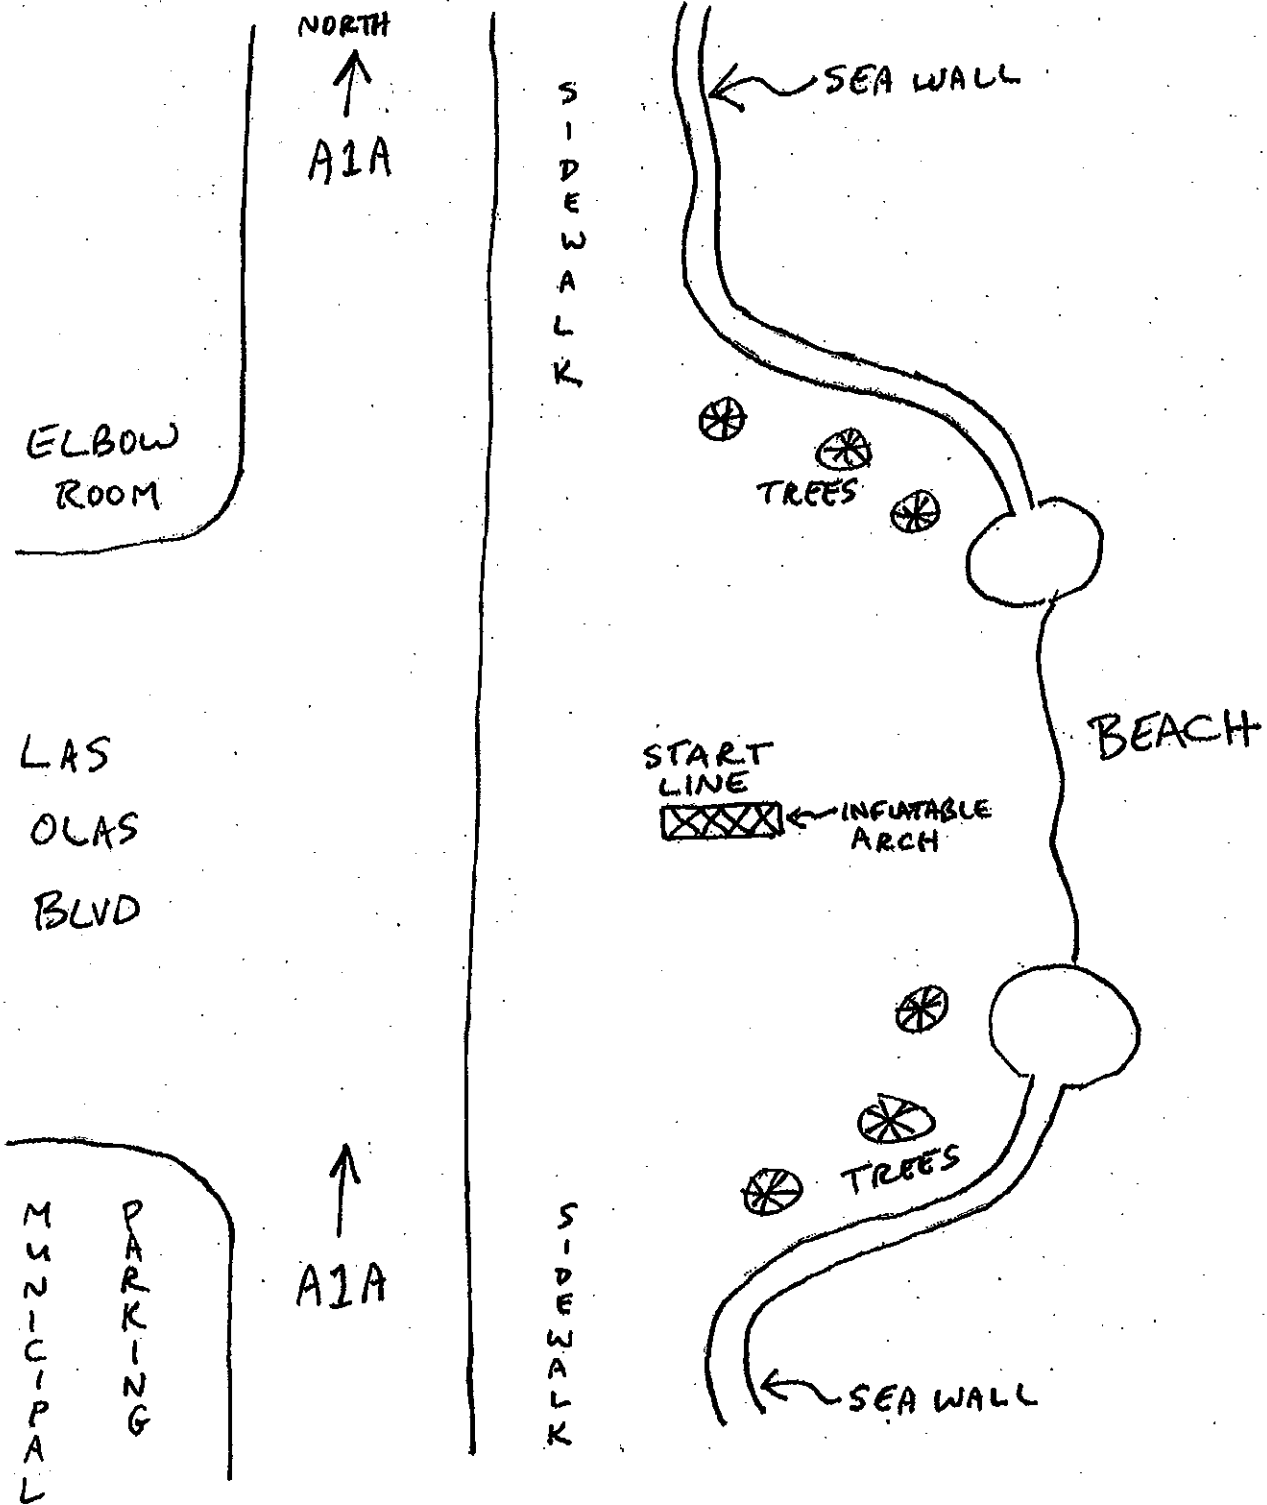 NORTH
A1A
SIDEWALK
SEA WALL
ELBOW
ROOM
TREES
LAS
OLAS
BLVD
START
LINE
INFLATABLE
ARCH
BEACH
TREES
MUNICIPAL
PARKING
A1A
SIDEWALK
SEA WALL